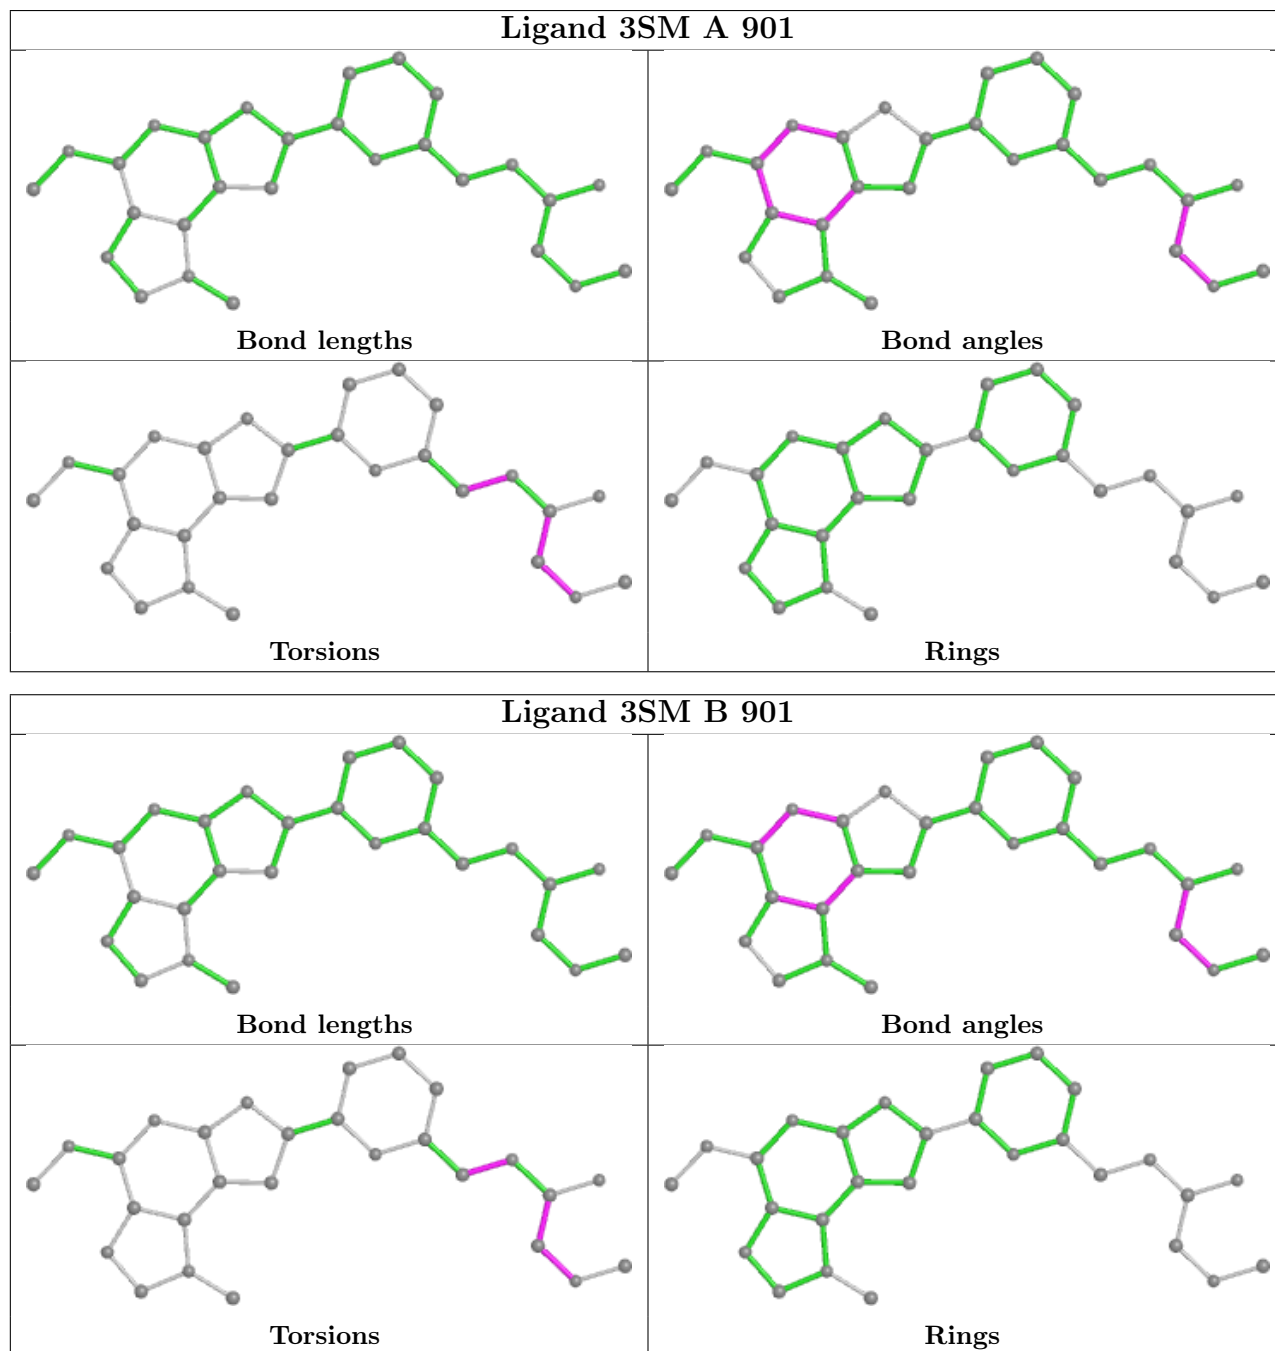 Ligand 3SM A 901
Bond lengths
Bond angles
Torsions
Rings
Ligand 3SM B 901
Bond lengths
Bond angles
Torsions
Rings